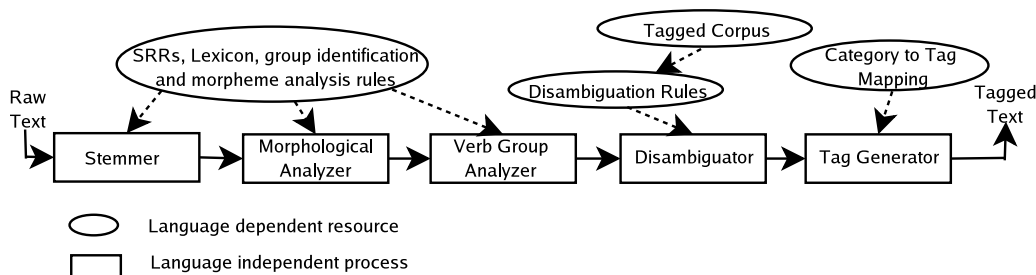 SRRs, Lexicon, group identification
and morpheme analysis rules
Tagged Corpus
Disambiguation Rules
Category to Tag
Mapping
Raw
Text
Stemmer
Morphological
Analyzer
Verb Group
Analyzer
Disambiguator
Tag Generator
Tagged
Text
Language dependent resource
Language independent process